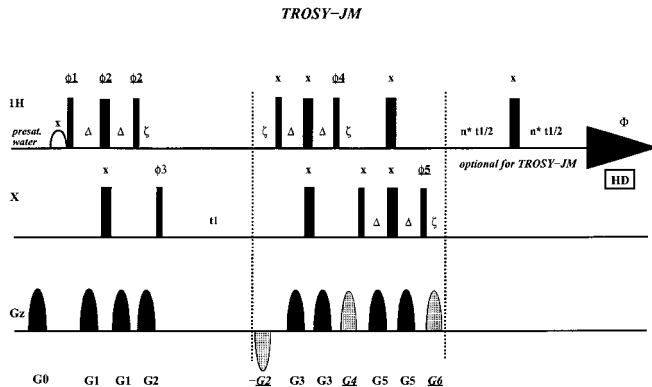 TROSY−JM
ϕ1 ϕ2 ϕ2 x x ϕ4 x x
1H
presat. water x Δ Δ ζ ζ Δ Δ ζ n* t1/2 n* t1/2 Φ
optional for TROSY−JM
HD
x ϕ3 x x x ϕ5
X
t1 Δ Δ ζ
Gz
G0 G1 G1 G2 −G2 G3 G3 G4 G5 G5 G6